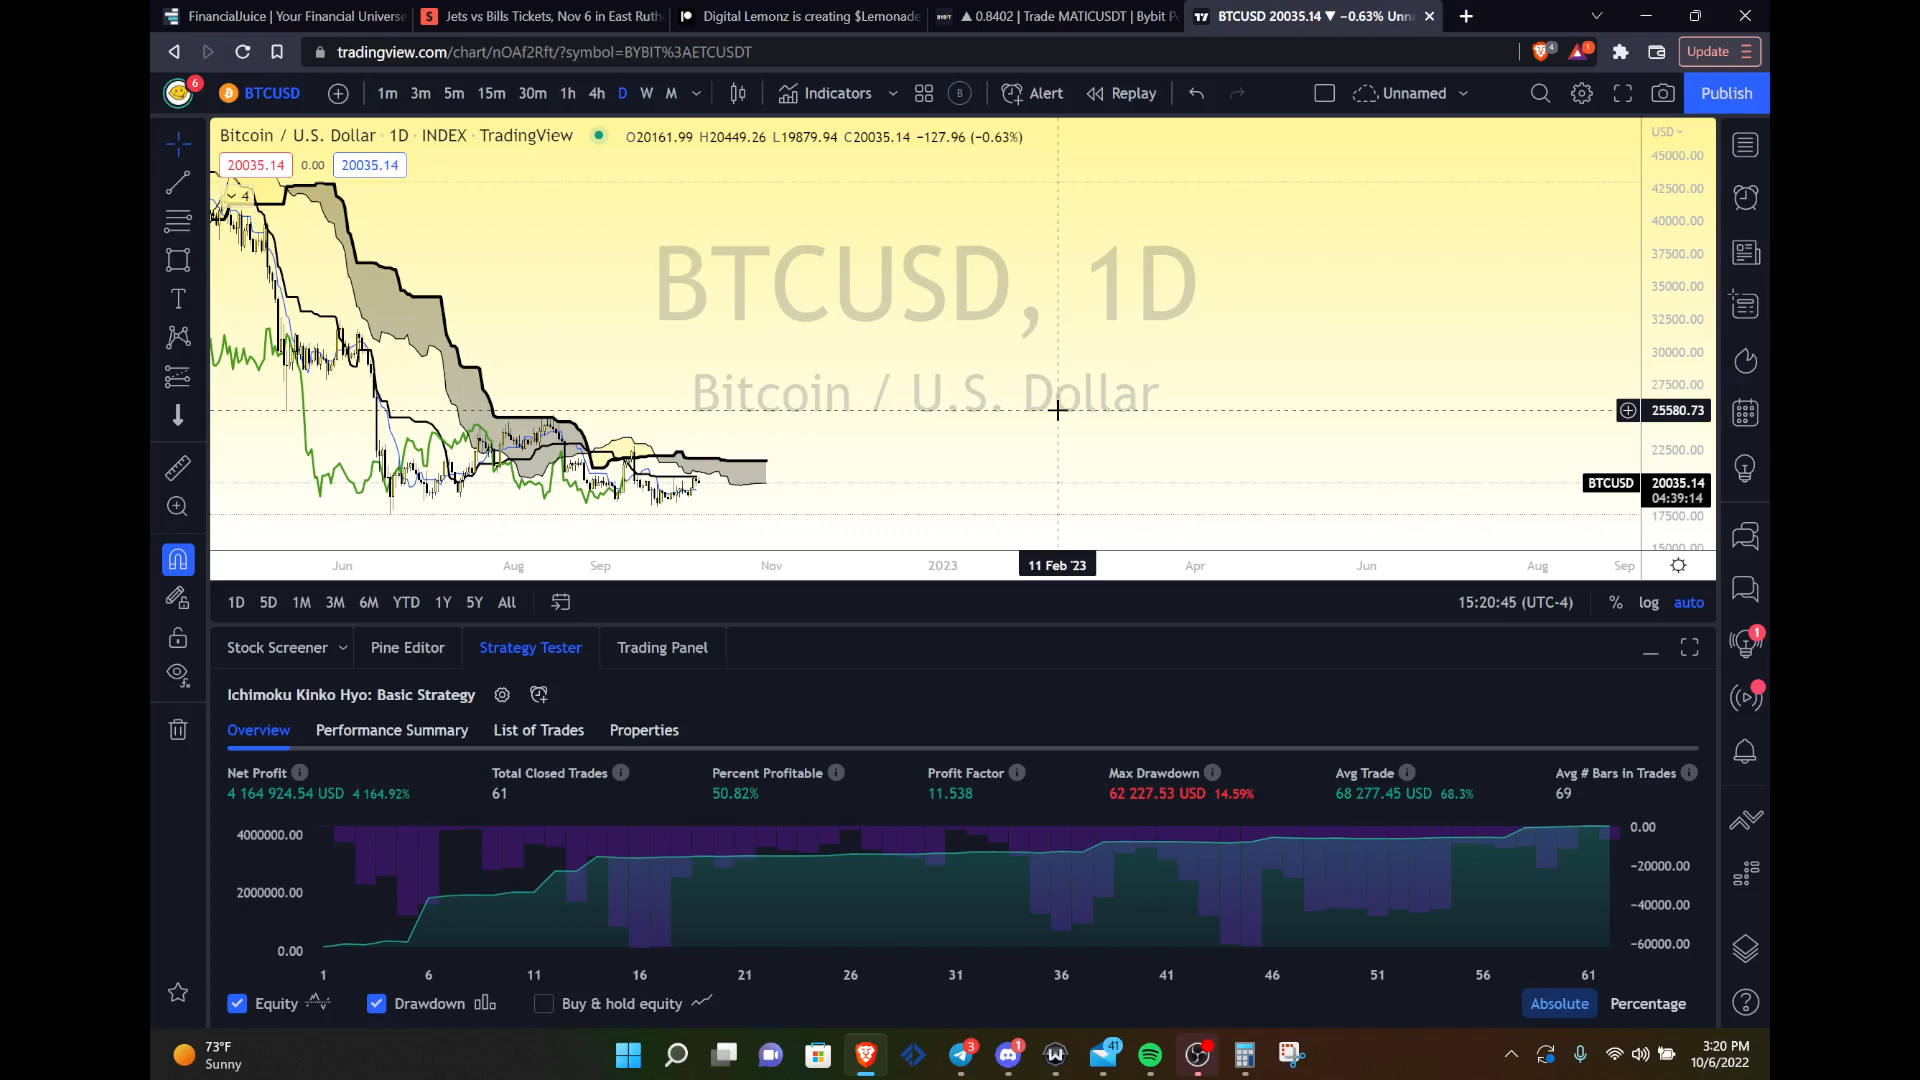 FinancialJuice | Your Financial Universe
Jets vs Bills Tickets, Nov 6 in East Ruthe
Digital Lemonz is creating $Lemonade
▲ 0.8402 | Trade MATICUSDT | Bybit P
BTCUSD 20035.14 ▼ −0.63% Unna
tradingview.com/chart/nOAf2Rft/?symbol=BYBIT%3AETCUSDT
4
1
Update
6
BTCUSD
1m 3m 5m 15m 30m 1h 4h D W M
Indicators
B
Alert
Replay
Unnamed
Publish
Bitcoin / U.S. Dollar · 1D · INDEX · TradingView
O20161.99 H20449.26 L19879.94 C20035.14 −127.96 (−0.63%)
USD
20035.14 0.00 20035.14
4
BTCUSD, 1D
Bitcoin / U.S. Dollar
45000.00
42500.00
40000.00
37500.00
35000.00
32500.00
30000.00
27500.00
25580.73
22500.00
BTCUSD 20035.14
04:39:14
17500.00
15000.00
Jun Aug Sep Nov 2023 11 Feb '23 Apr Jun Aug Sep
1D 5D 1M 3M 6M YTD 1Y 5Y All
15:20:45 (UTC-4)
% log auto
Stock Screener
Pine Editor
Strategy Tester
Trading Panel
1
Ichimoku Kinko Hyo: Basic Strategy
Overview
Performance Summary
List of Trades
Properties
Net Profit
4 164 924.54 USD 4 164.92%
Total Closed Trades
61
Percent Profitable
50.82%
Profit Factor
11.538
Max Drawdown
62 227.53 USD 14.59%
Avg Trade
68 277.45 USD 68.3%
Avg # Bars in Trades
69
4000000.00
2000000.00
0.00
0.00
−20000.00
−40000.00
−60000.00
1 6 11 16 21 26 31 36 41 46 51 56 61
Equity
Drawdown
Buy & hold equity
Absolute
Percentage
73°F
Sunny
3
1
41
3:20 PM
10/6/2022